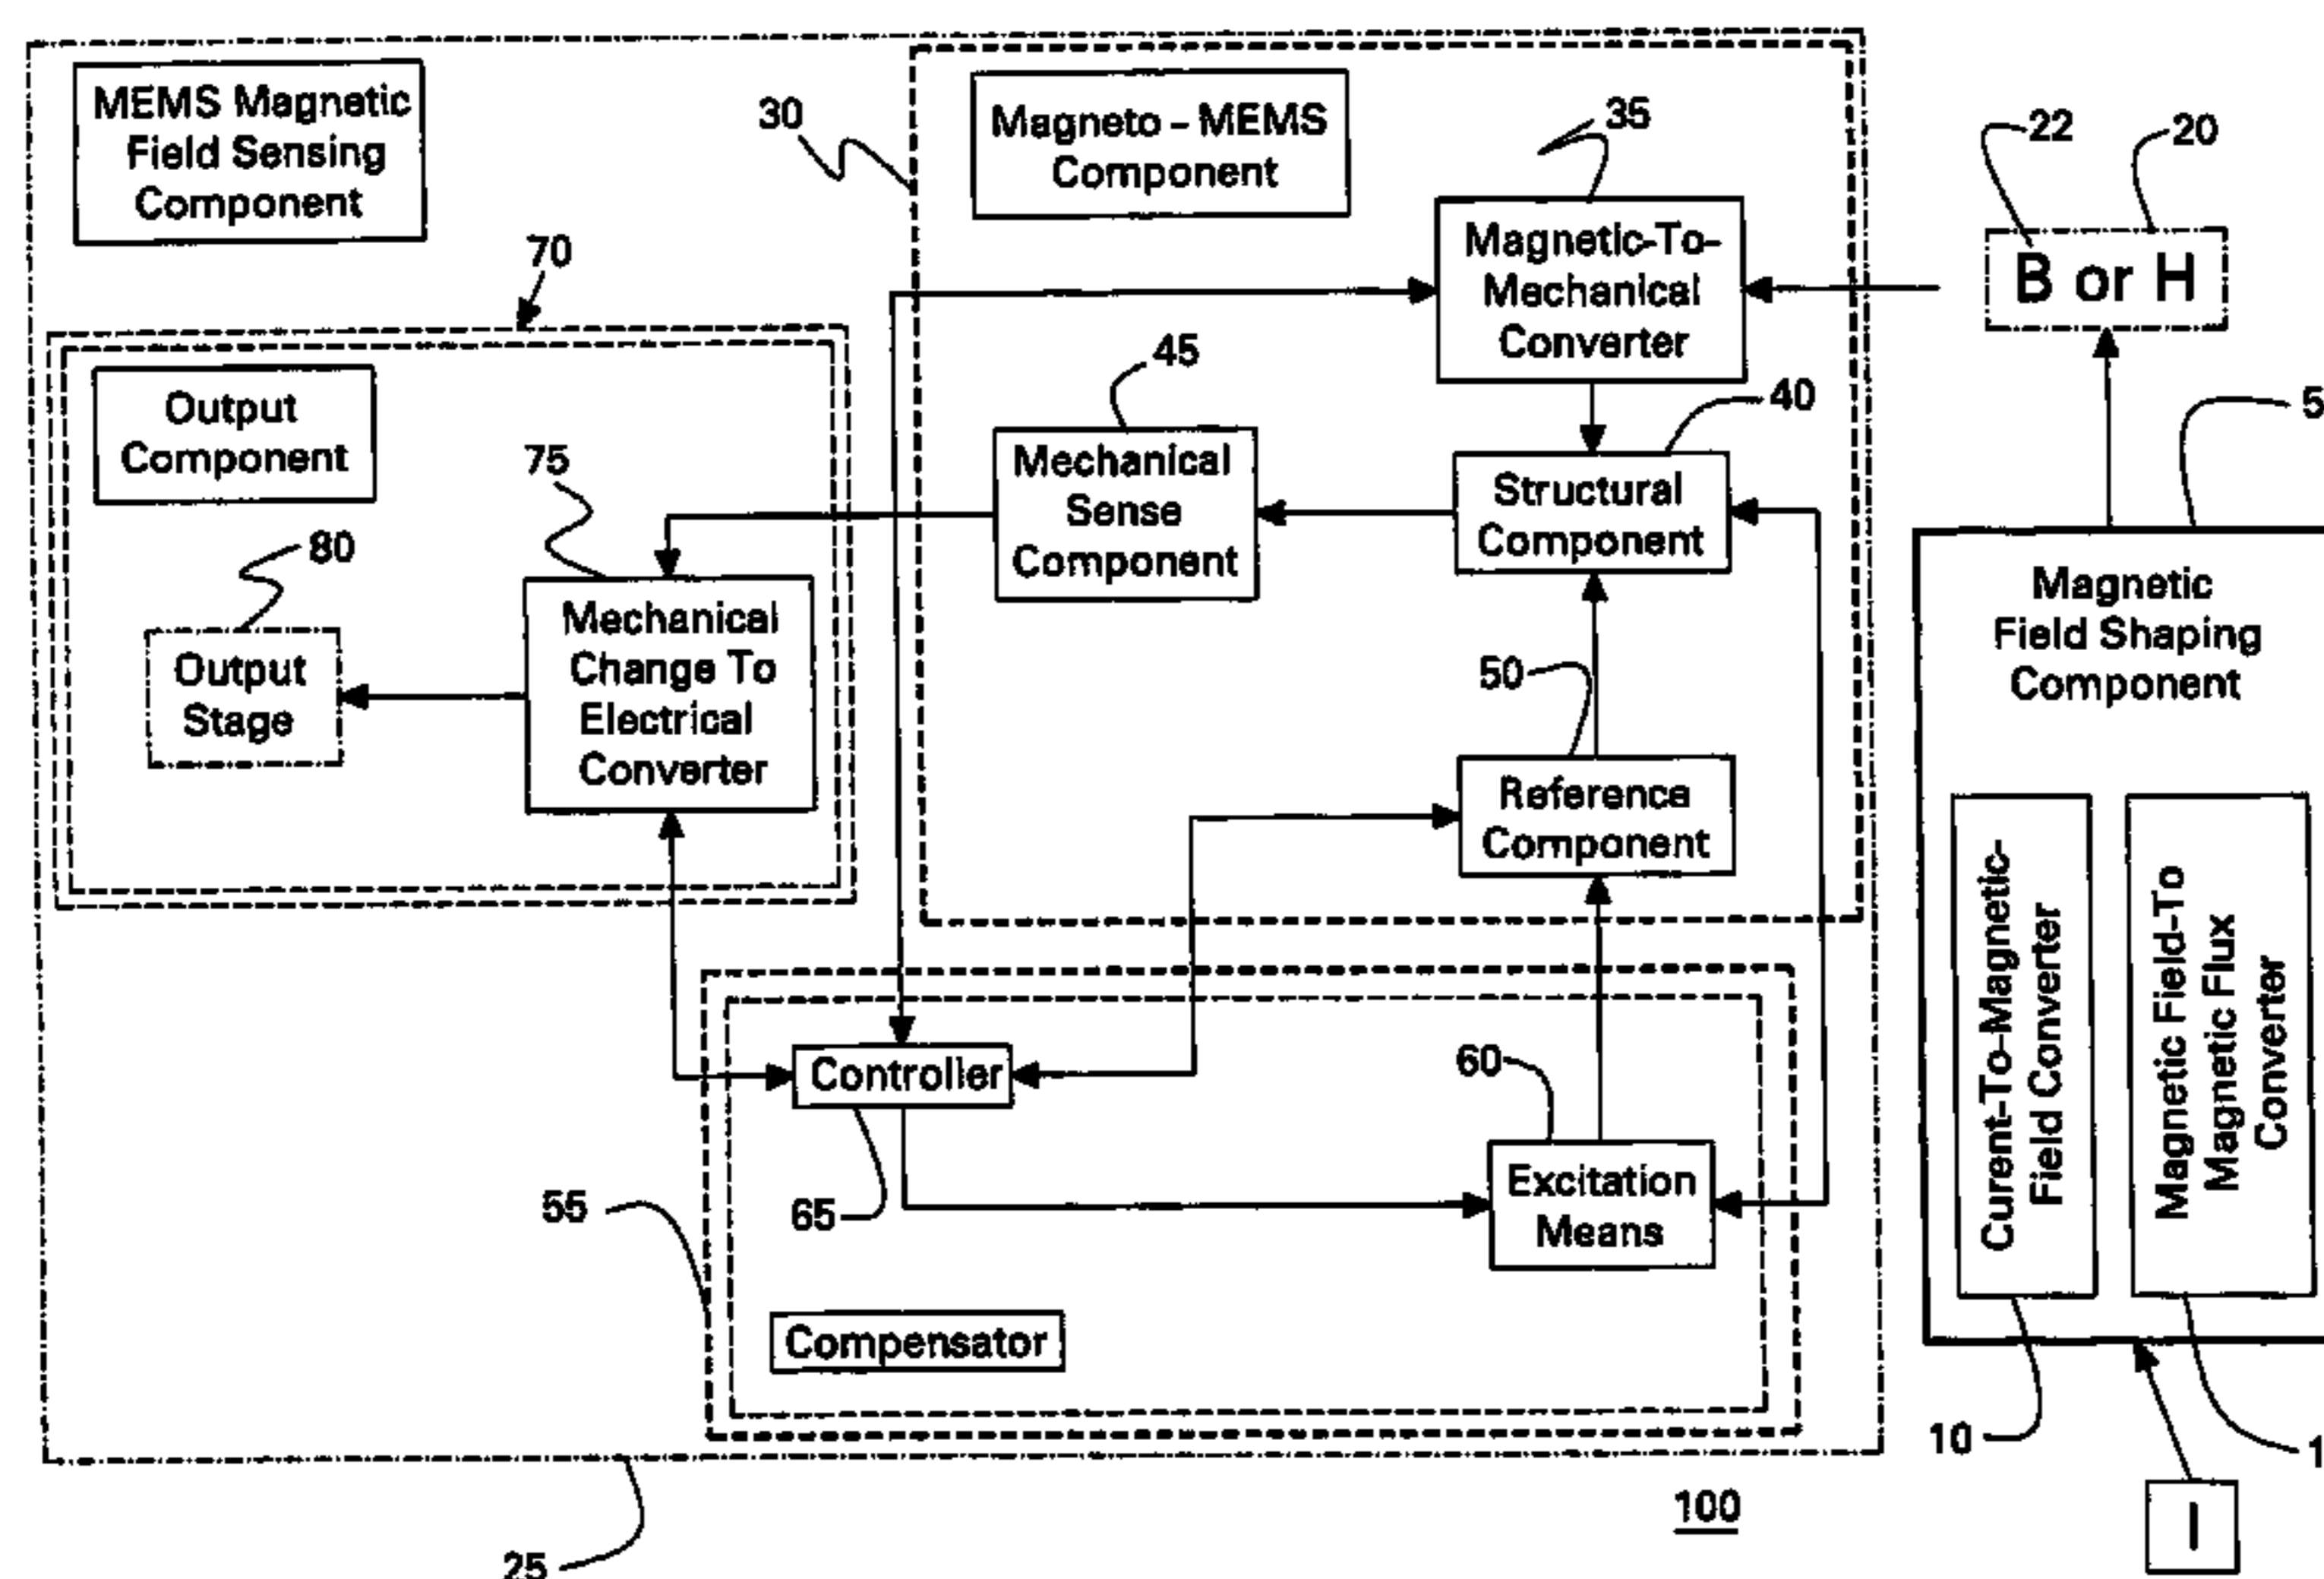 MEMS Magnetic
Field Sensing
Component
30
Magneto - MEMS
Component
35
22
20
B or H
Magnetic-To-
Mechanical
Converter
70
Output
Component
45
40
5
75
Mechanical
Sense
Component
Structural
Component
80
Output
Stage
Mechanical
Change To
Electrical
Converter
50
Reference
Component
Magnetic
Field Shaping
Component
Curent-To-Magnetic-
Field Converter
Magnetic Field-To
Magnetic Flux
Converter
Controller
60
65
55
Excitation
Means
Compensator
10
1
100
I
25